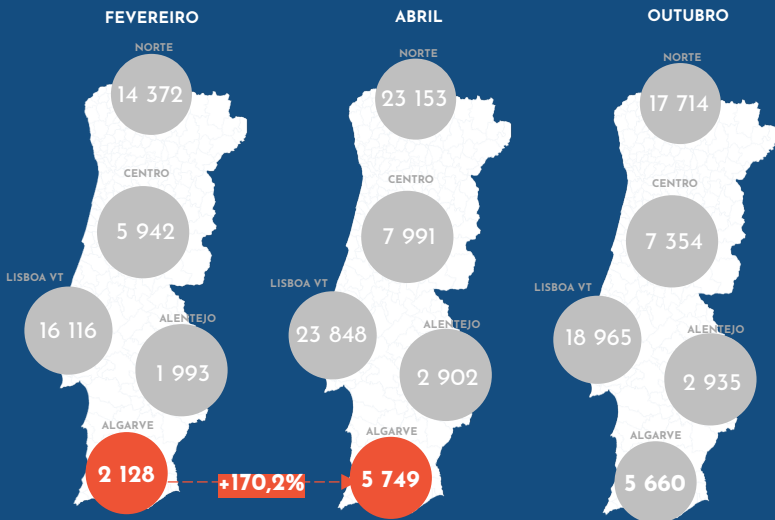 FEVEREIRO
NORTE
14 372
CENTRO
5 942
LISBOA VT
16 116
ALENTEJO
1 993
ALGARVE
2 128
+170,2%
ABRIL
NORTE
23 153
CENTRO
7 991
LISBOA VT
23 848
ALENTEJO
2 902
ALGARVE
5 749
OUTUBRO
NORTE
17 714
CENTRO
7 354
LISBOA VT
18 965
ALENTEJO
2 935
ALGARVE
5 660